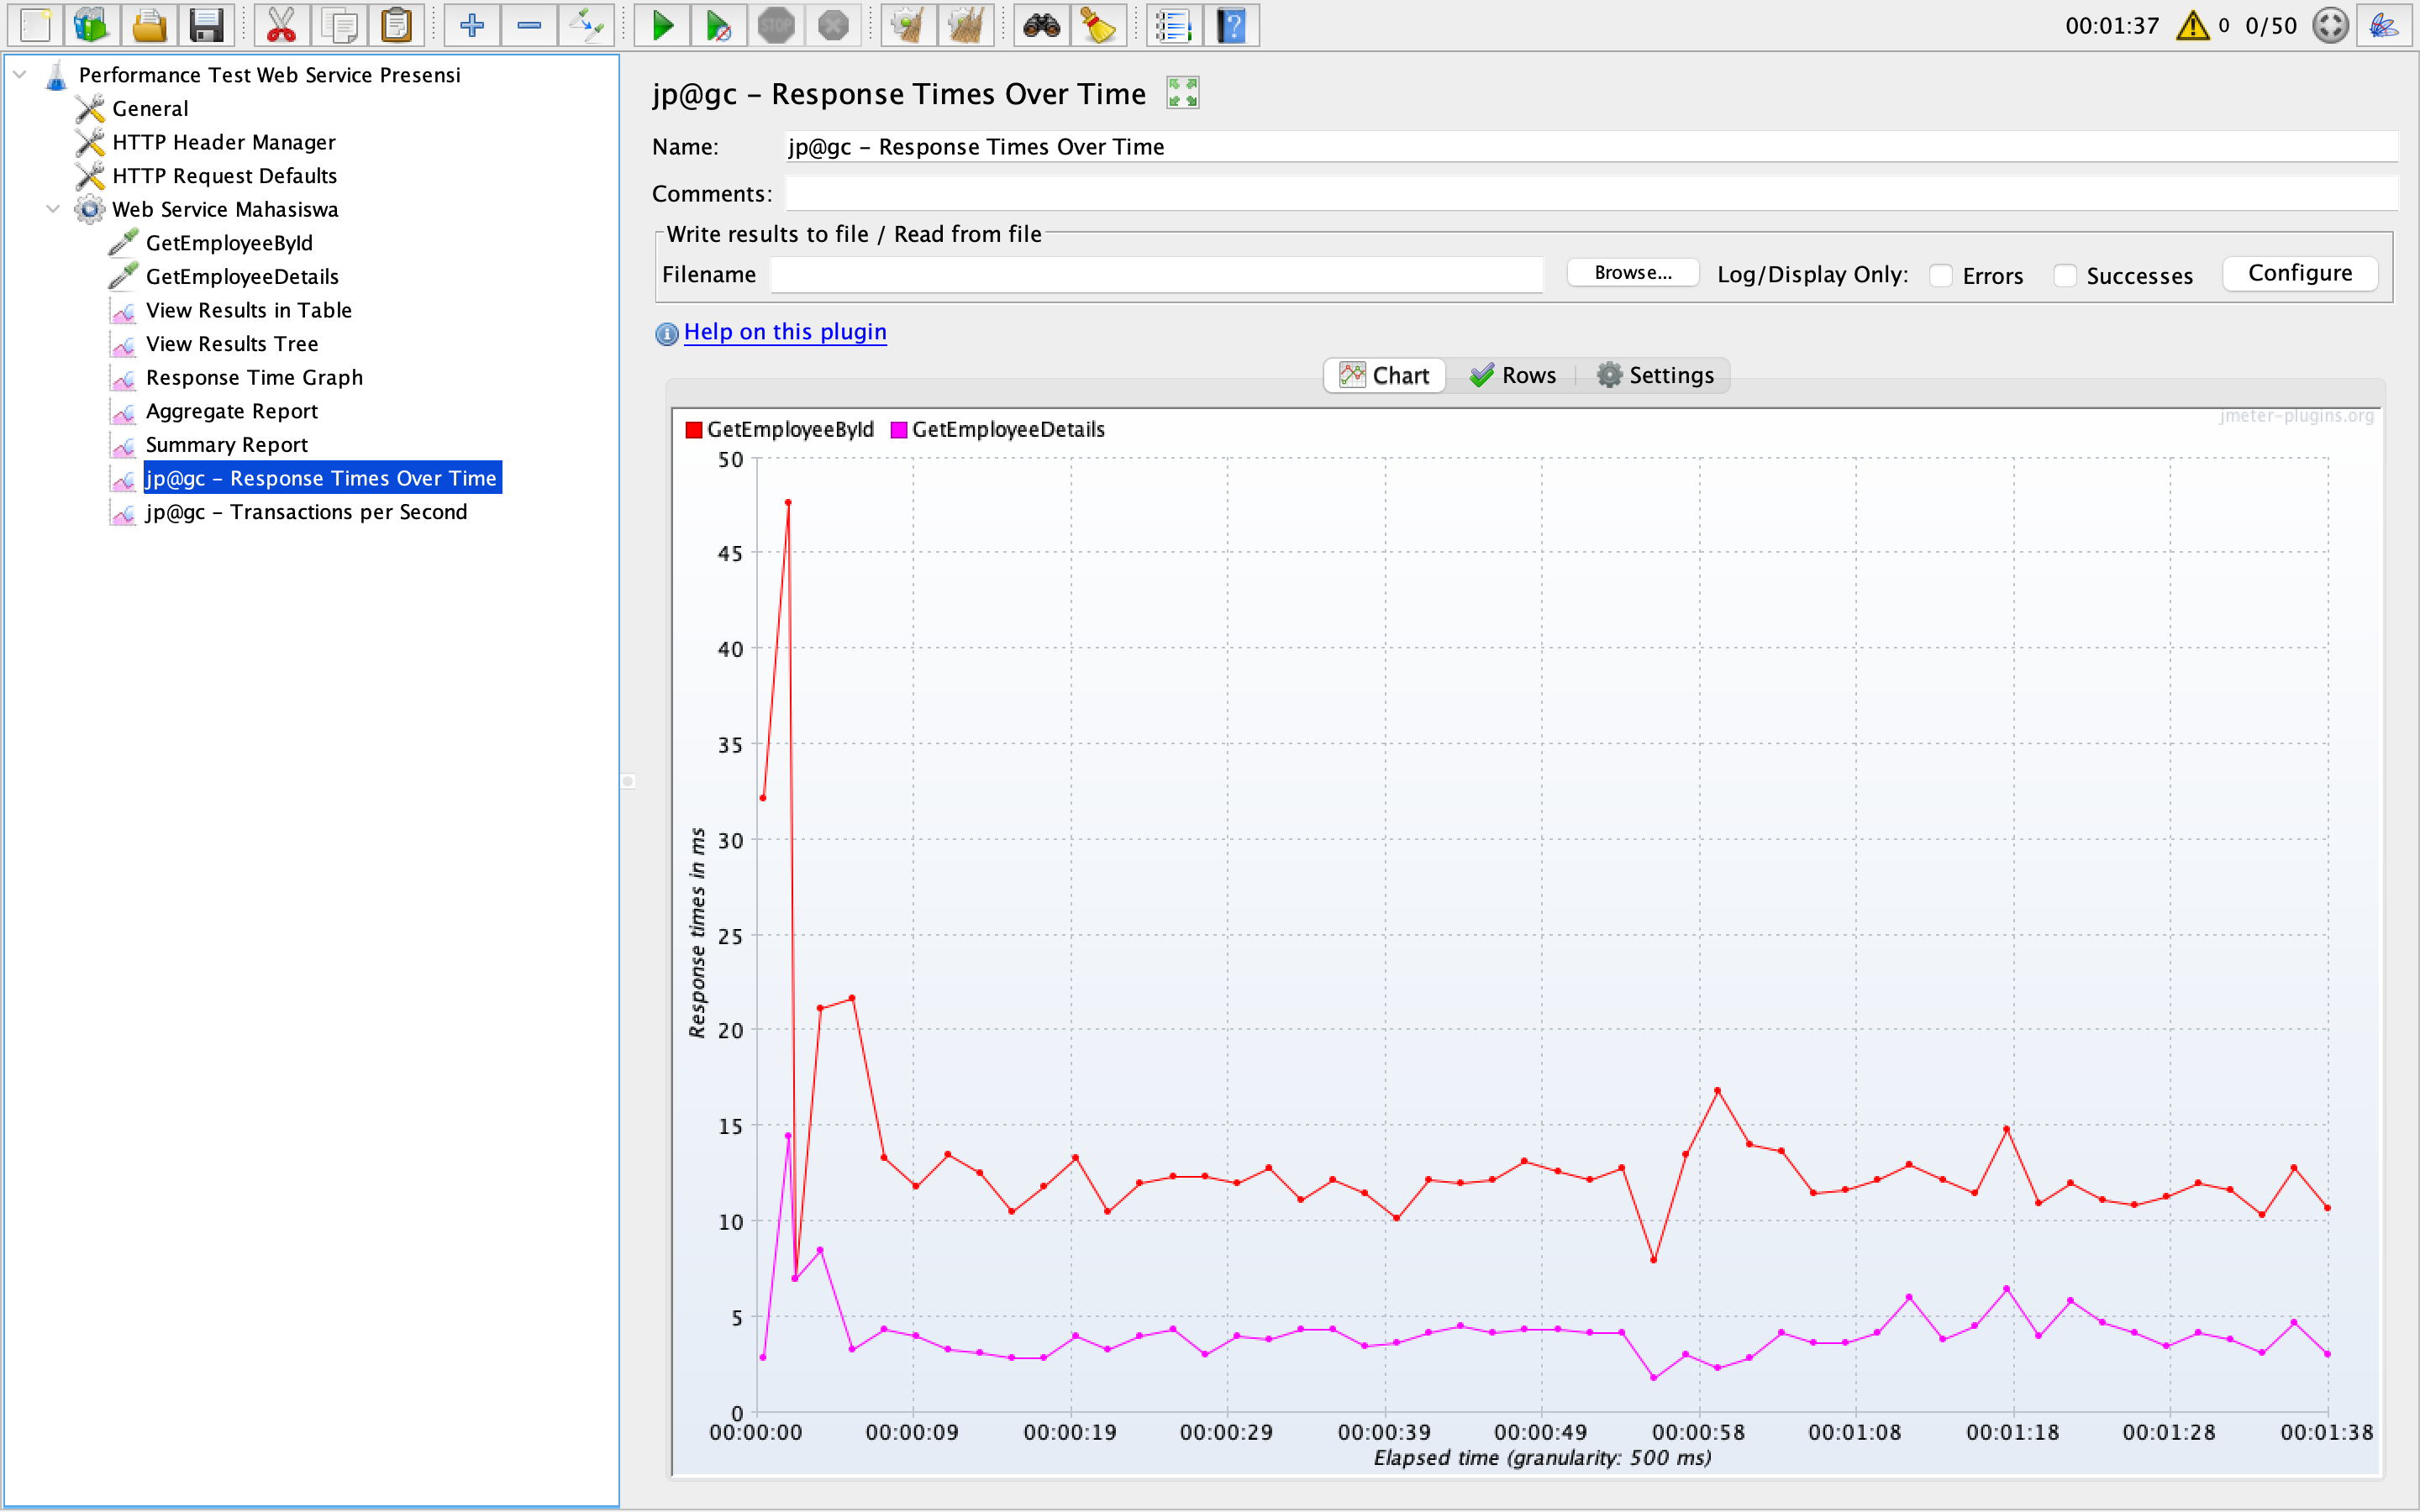 00:01:37 0 0/50
STOP
Performance Test Web Service Presensi
General
HTTP Header Manager
HTTP Request Defaults
Web Service Mahasiswa
GetEmployeeById
GetEmployeeDetails
View Results in Table
View Results Tree
Response Time Graph
Aggregate Report
Summary Report
jp@gc – Response Times Over Time
jp@gc – Transactions per Second
jp@gc – Response Times Over Time
Name: jp@gc – Response Times Over Time
Comments:
Write results to file / Read from file
Filename Browse... Log/Display Only: Errors Successes Configure
Help on this plugin
Chart Rows Settings
jmeter-plugins.org
GetEmployeeById GetEmployeeDetails
50
45
40
35
30
25
20
15
10
5
0
Response times in ms
00:00:00 00:00:09 00:00:19 00:00:29 00:00:39 00:00:49 00:00:58 00:01:08 00:01:18 00:01:28 00:01:38
Elapsed time (granularity: 500 ms)